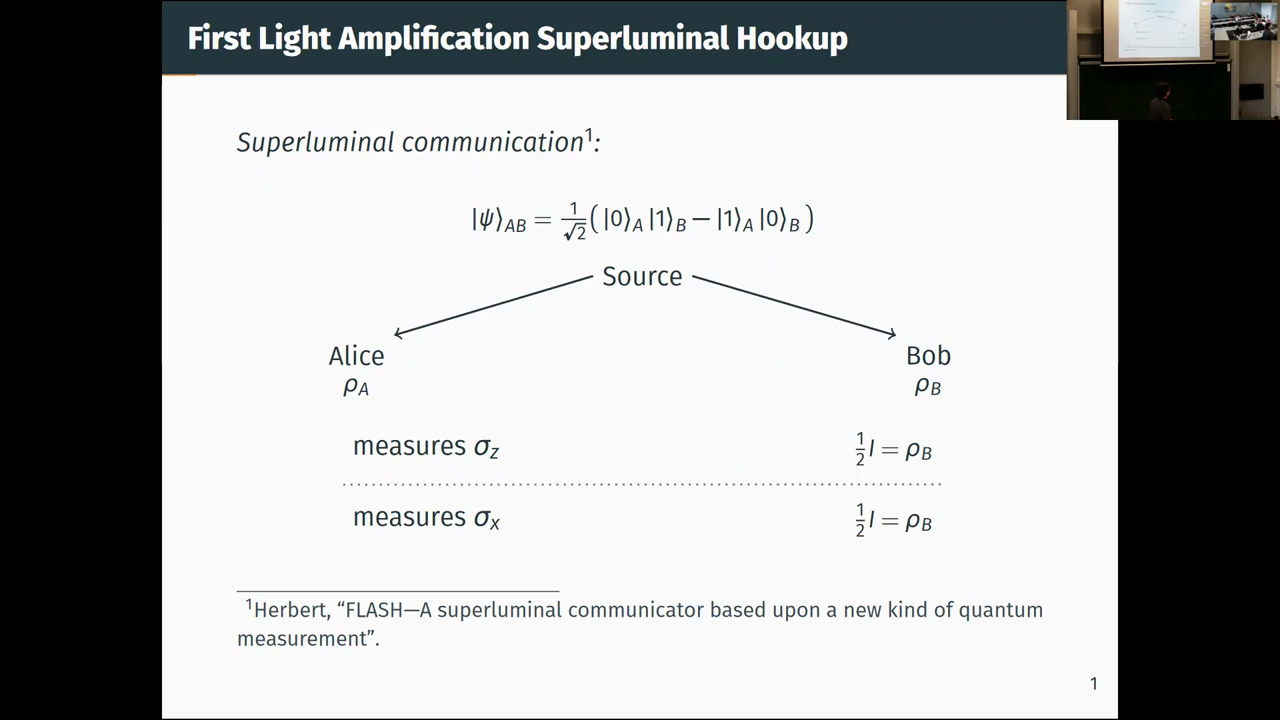 First Light Amplification Superluminal Hookup
Superluminal communication¹:
|ψ⟩_AB = 1/√2 ( |0⟩_A |1⟩_B − |1⟩_A |0⟩_B )
Source
Alice
Bob
ρ_A
ρ_B
measures σ_z
1/2 I = ρ_B
measures σ_x
1/2 I = ρ_B
¹Herbert, “FLASH—A superluminal communicator based upon a new kind of quantum
measurement”.
1